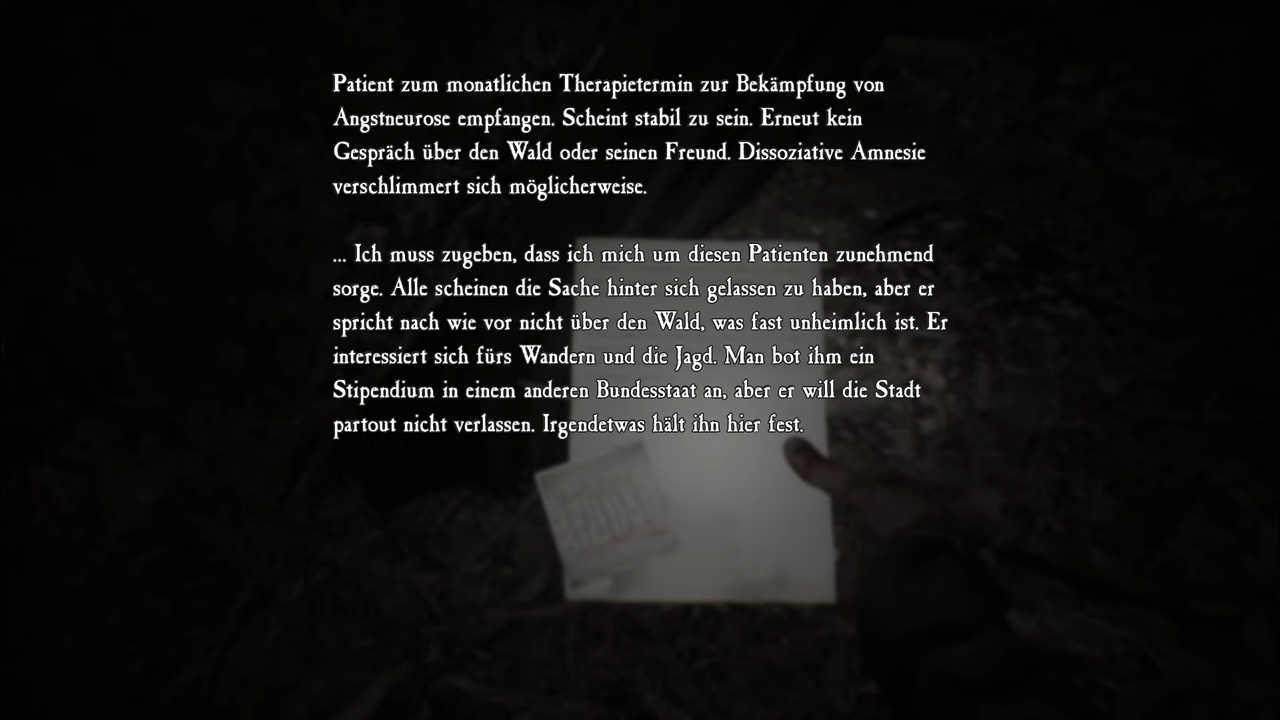 Patient zum monatlichen Therapietermin zur Bekämpfung von
Angstneurose empfangen. Scheint stabil zu sein. Erneut kein
Gespräch über den Wald oder seinen Freund. Dissoziative Amnesie
verschlimmert sich möglicherweise.
... Ich muss zugeben, dass ich mich um diesen Patienten zunehmend
sorge. Alle scheinen die Sache hinter sich gelassen zu haben, aber er
spricht nach wie vor nicht über den Wald, was fast unheimlich ist. Er
interessiert sich fürs Wandern und die Jagd. Man bot ihm ein
Stipendium in einem anderen Bundesstaat an, aber er will die Stadt
partout nicht verlassen. Irgendetwas hält ihn hier fest.